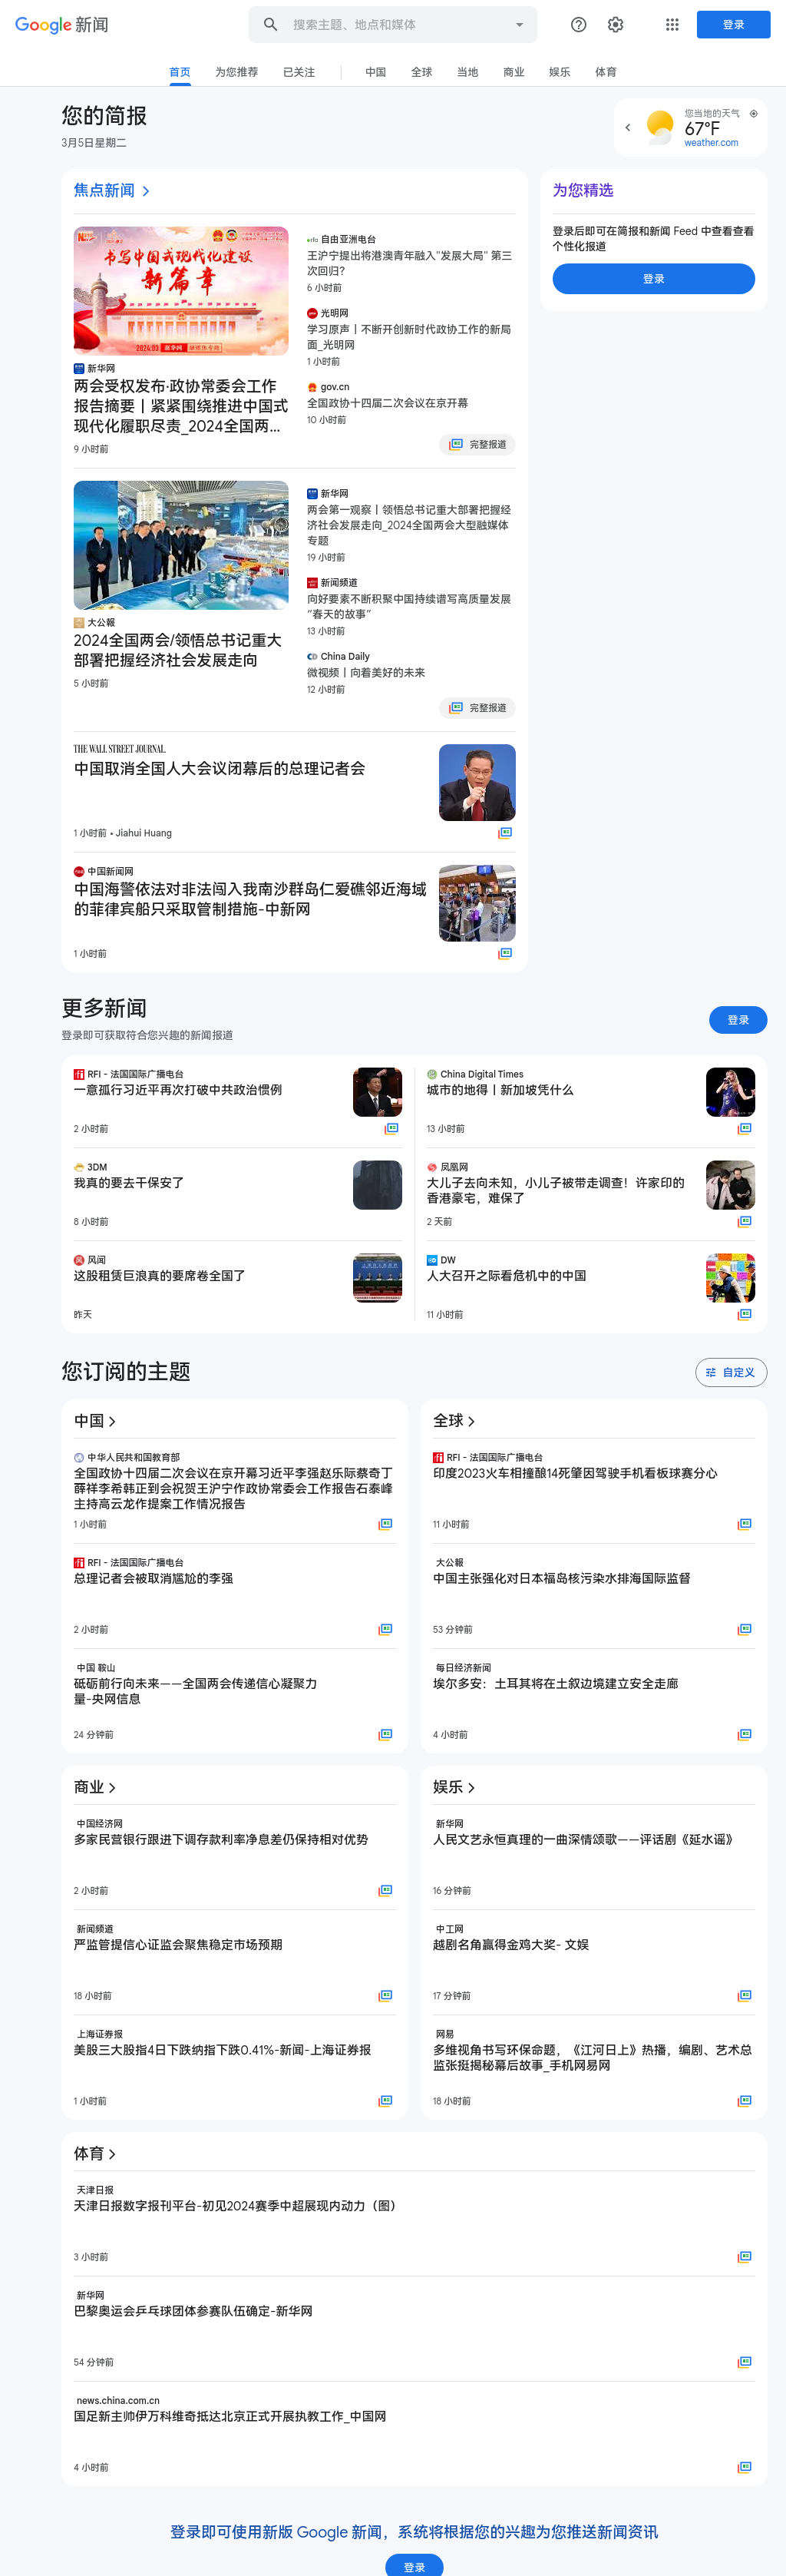 Google 新闻
搜索主题、地点和媒体
登录
首页
为您推荐
已关注
中国
全球
当地
商业
娱乐
体育
您的简报
3月5日星期二
您当地的天气
67°F
weather.com
焦点新闻
书写中国式现代化建设
新篇章
新华网
两会受权发布·政协常委会工作
报告摘要丨紧紧围绕推进中国式
现代化履职尽责_2024全国两...
9 小时前
自由亚洲电台
王沪宁提出将港澳青年融入“发展大局” 第三
次回归？
6 小时前
光明网
学习原声丨不断开创新时代政协工作的新局
面_光明网
1 小时前
gov.cn
全国政协十四届二次会议在京开幕
10 小时前
完整报道
大公報
2024全国两会/领悟总书记重大
部署把握经济社会发展走向
5 小时前
新华网
两会第一观察丨领悟总书记重大部署把握经
济社会发展走向_2024全国两会大型融媒体
专题
19 小时前
新闻频道
向好要素不断积聚中国持续谱写高质量发展
“春天的故事”
13 小时前
China Daily
微视频丨向着美好的未来
12 小时前
完整报道
THE WALL STREET JOURNAL.
中国取消全国人大会议闭幕后的总理记者会
1 小时前 • Jiahui Huang
中国新闻网
中国海警依法对非法闯入我南沙群岛仁爱礁邻近海域
的菲律宾船只采取管制措施-中新网
1 小时前
为您精选
登录后即可在简报和新闻 Feed 中查看查看
个性化报道
登录
更多新闻
登录即可获取符合您兴趣的新闻报道
登录
RFI - 法国国际广播电台
一意孤行习近平再次打破中共政治惯例
2 小时前
3DM
我真的要去干保安了
8 小时前
风闻
这股租赁巨浪真的要席卷全国了
昨天
China Digital Times
城市的地得丨新加坡凭什么
13 小时前
凤凰网
大儿子去向未知，小儿子被带走调查！许家印的
香港豪宅，难保了
2 天前
DW
人大召开之际看危机中的中国
11 小时前
您订阅的主题
自定义
中国
中华人民共和国教育部
全国政协十四届二次会议在京开幕习近平李强赵乐际蔡奇丁
薛祥李希韩正到会祝贺王沪宁作政协常委会工作报告石泰峰
主持高云龙作提案工作情况报告
1 小时前
RFI - 法国国际广播电台
总理记者会被取消尴尬的李强
2 小时前
中国 鞍山
砥砺前行向未来——全国两会传递信心凝聚力
量-央网信息
24 分钟前
全球
RFI - 法国国际广播电台
印度2023火车相撞酿14死肇因驾驶手机看板球赛分心
11 小时前
大公報
中国主张强化对日本福岛核污染水排海国际监督
53 分钟前
每日经济新闻
埃尔多安：土耳其将在土叙边境建立安全走廊
4 小时前
商业
中国经济网
多家民营银行跟进下调存款利率净息差仍保持相对优势
2 小时前
新闻频道
严监管提信心证监会聚焦稳定市场预期
18 小时前
上海证券报
美股三大股指4日下跌纳指下跌0.41%-新闻-上海证券报
1 小时前
娱乐
新华网
人民文艺永恒真理的一曲深情颂歌——评话剧《延水谣》
16 分钟前
中工网
越剧名角赢得金鸡大奖- 文娱
17 分钟前
网易
多维视角书写环保命题，《江河日上》热播，编剧、艺术总
监张挺揭秘幕后故事_手机网易网
18 小时前
体育
天津日报
天津日报数字报刊平台-初见2024赛季中超展现内动力（图）
3 小时前
新华网
巴黎奥运会乒乓球团体参赛队伍确定-新华网
54 分钟前
news.china.com.cn
国足新主帅伊万科维奇抵达北京正式开展执教工作_中国网
4 小时前
登录即可使用新版 Google 新闻，系统将根据您的兴趣为您推送新闻资讯
登录